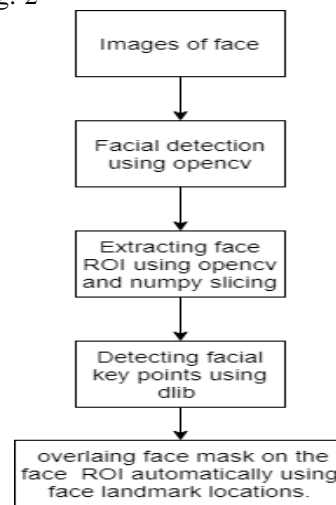 g. 2
Images of face
Facial detection
using opencv
Extracting face
ROI using opencv
and numpy slicing
Detecting facial
key points using
dlib
overlaing face mask on the
face ROI automatically using
face landmark locations.